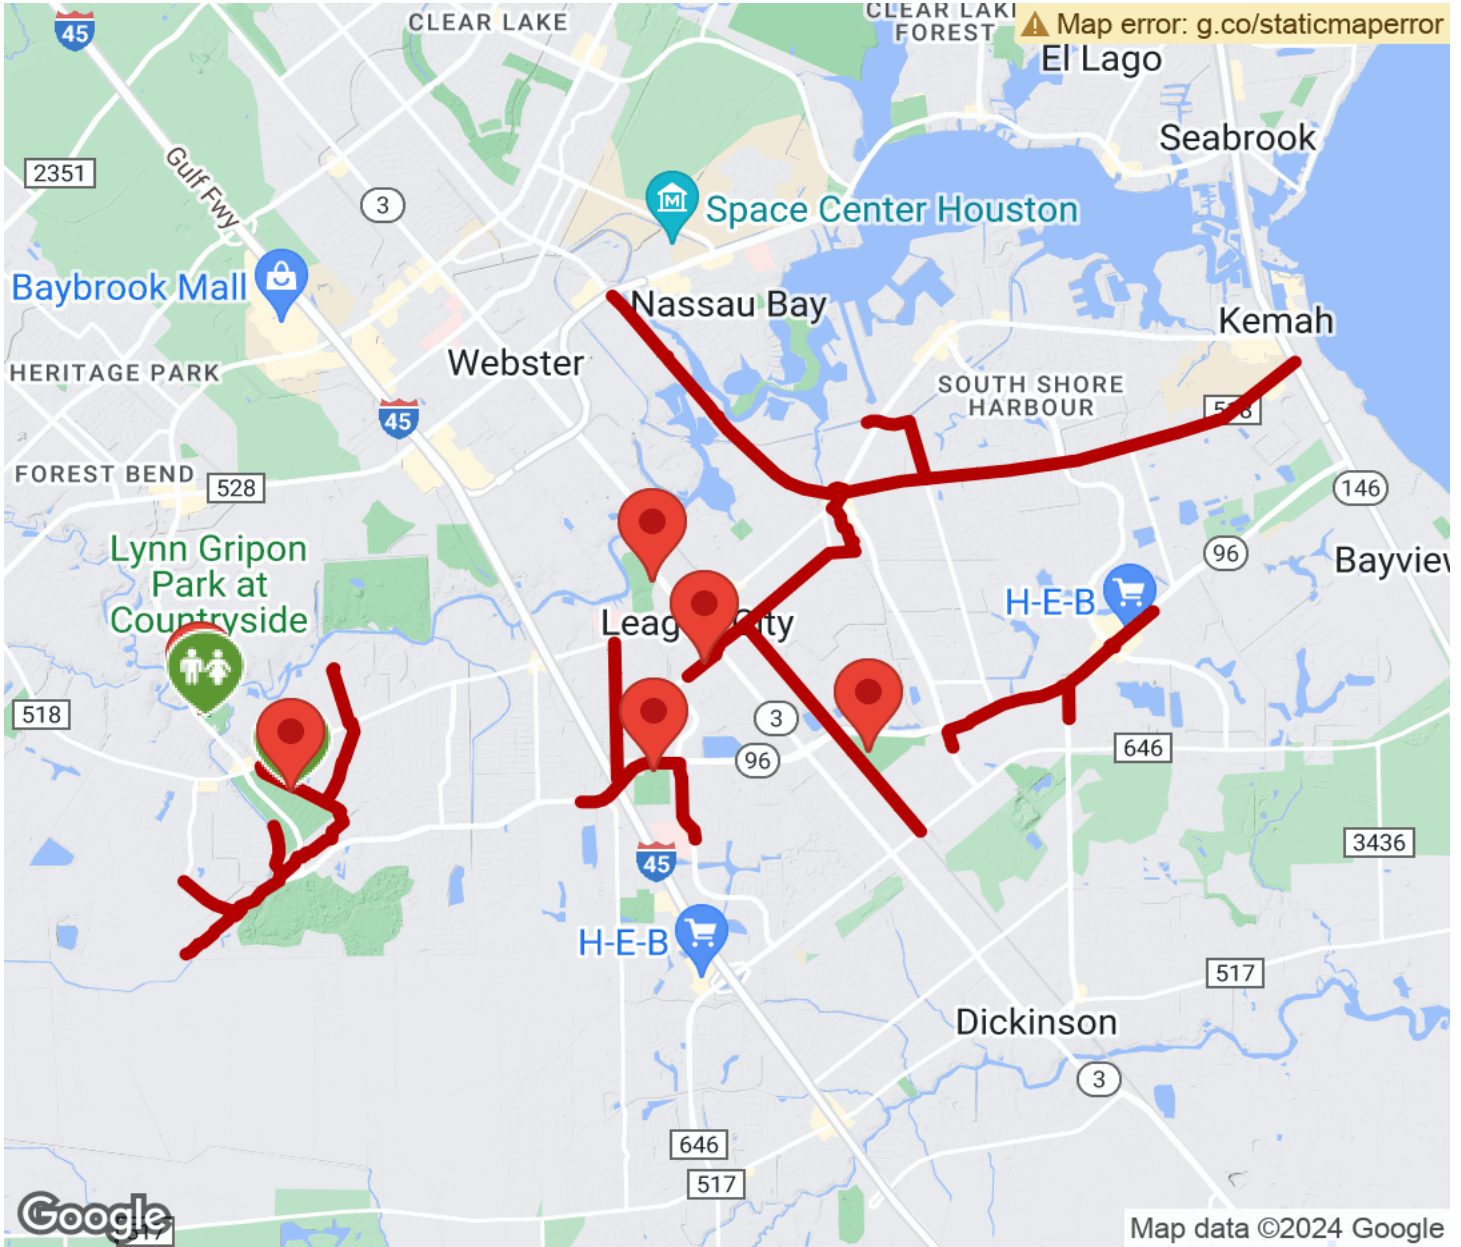 CLEAR LAKE
CLEAR LAKE
FOREST
Map error: g.co/staticmaperror
45
El Lago
Seabrook
2351
Gulf Fwy
3
Space Center Houston
Baybrook Mall
Nassau Bay
Kemah
Webster
HERITAGE PARK
SOUTH SHORE
HARBOUR
45
518
FOREST BEND
528
146
Lynn Gripon
Park at
Countryside
96
Bayview
H-E-B
League City
518
3
96
646
3436
45
H-E-B
517
Dickinson
3
646
517
Google
517
Map data ©2024 Google